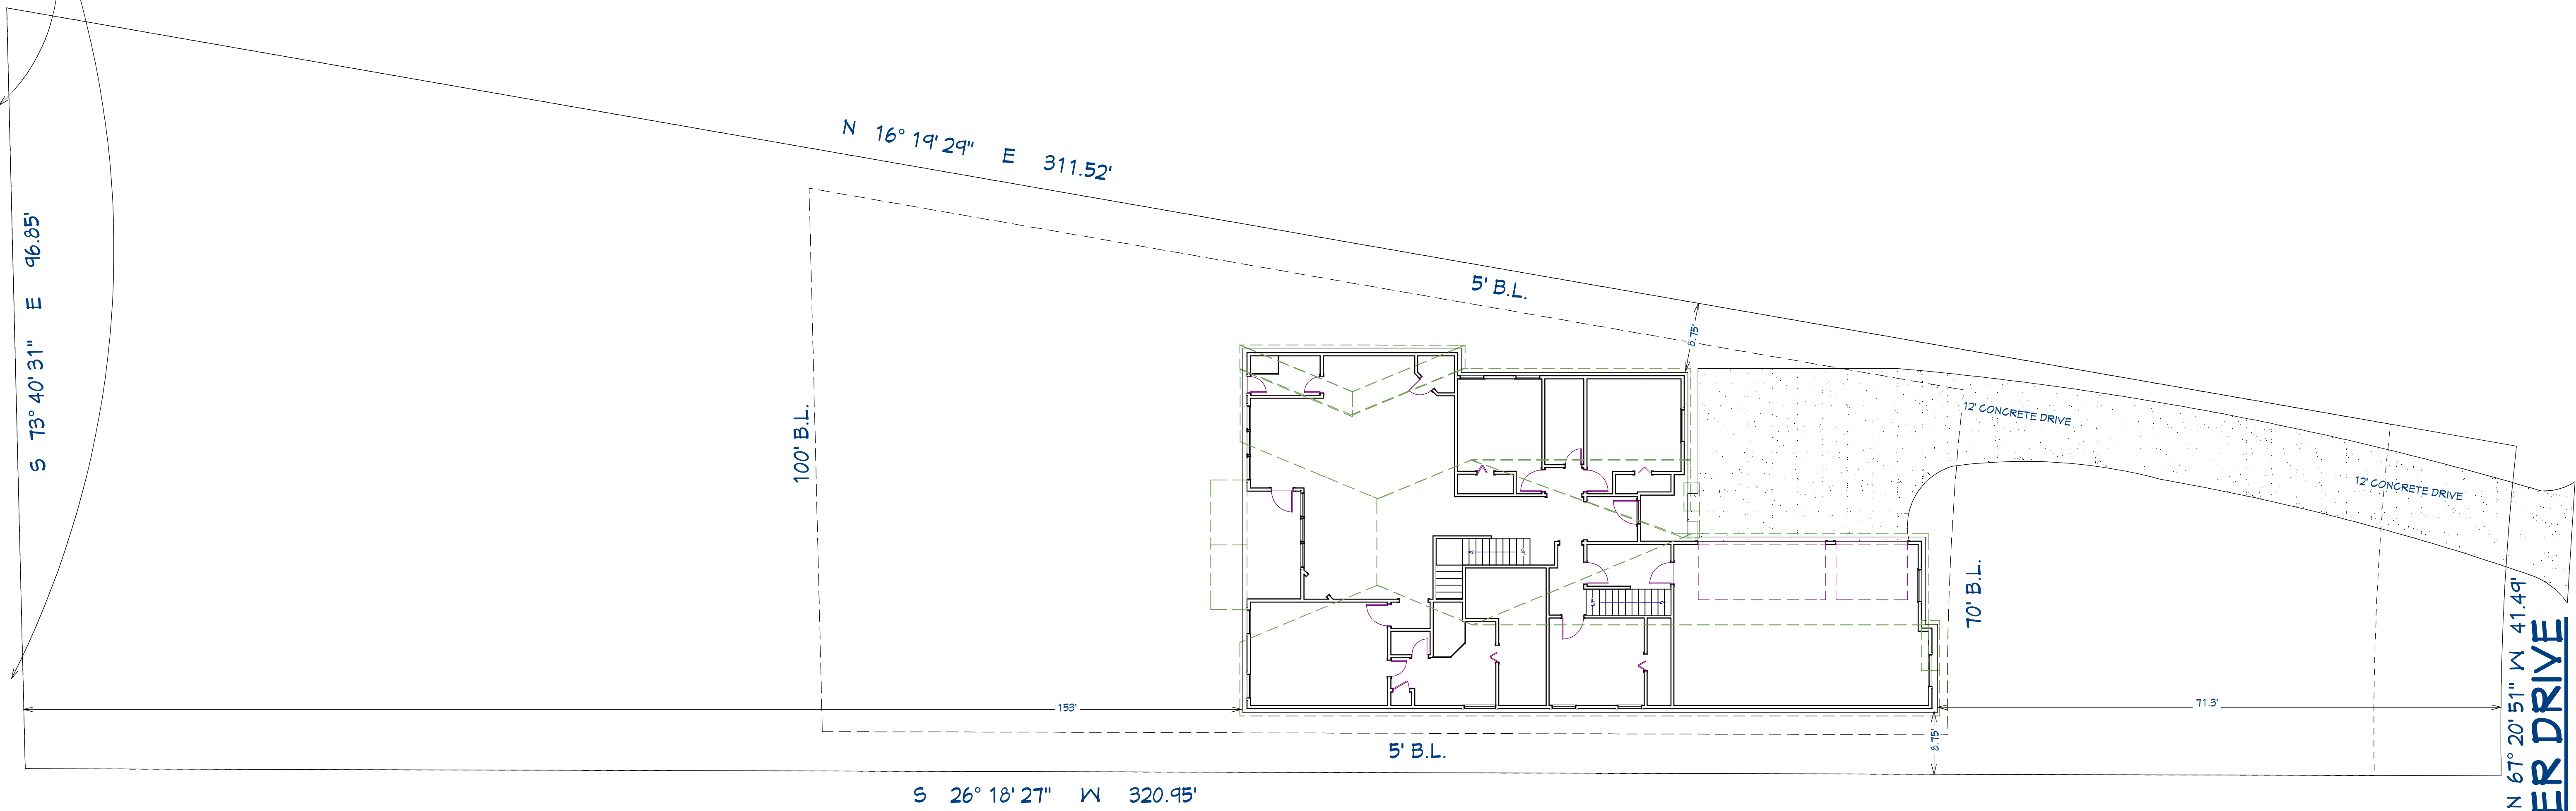 N 16° 19' 29" E 311.52'
S 73° 40' 31" E 96.85'
5' B.L.
8.75'
100' B.L.
12' CONCRETE DRIVE
12' CONCRETE DRIVE
70' B.L.
153'
71.3'
8.75'
5' B.L.
S 26° 18' 27" W 320.95'
N 67° 20' 51" W 41.49'
ER DRIVE